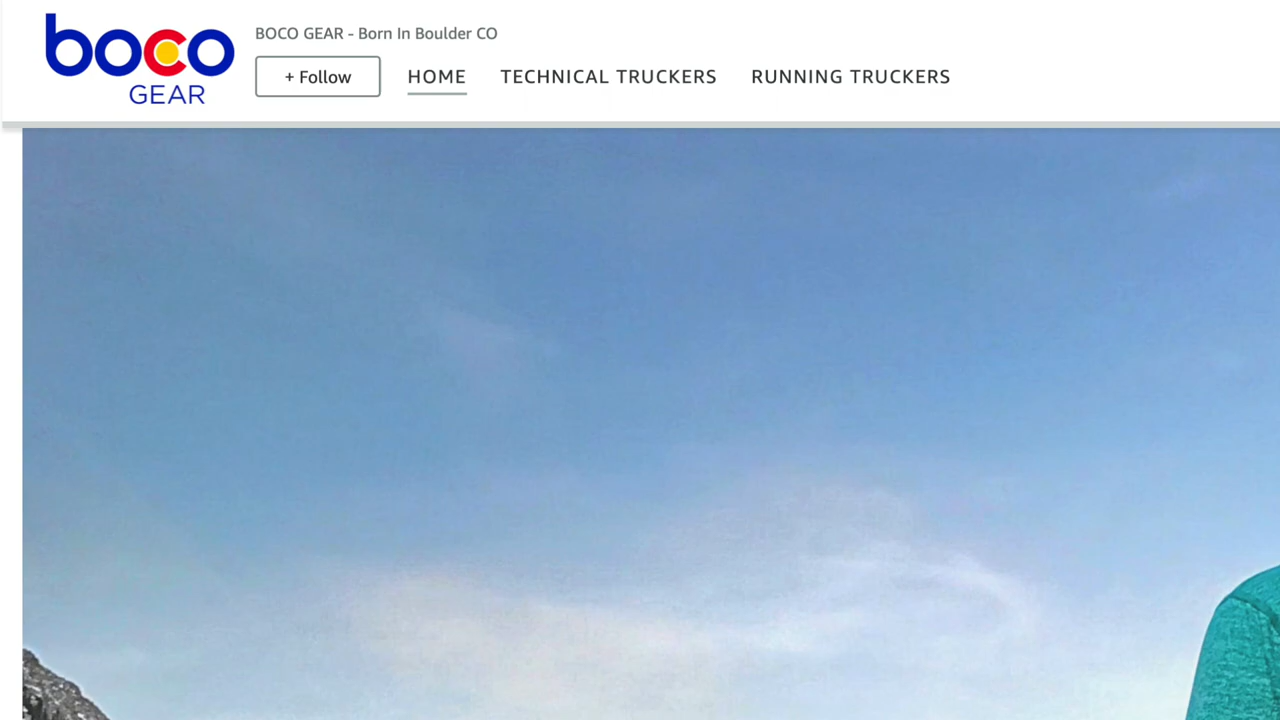 boco
GEAR
BOCO GEAR - Born In Boulder CO
+ Follow
HOME
TECHNICAL TRUCKERS
RUNNING TRUCKERS